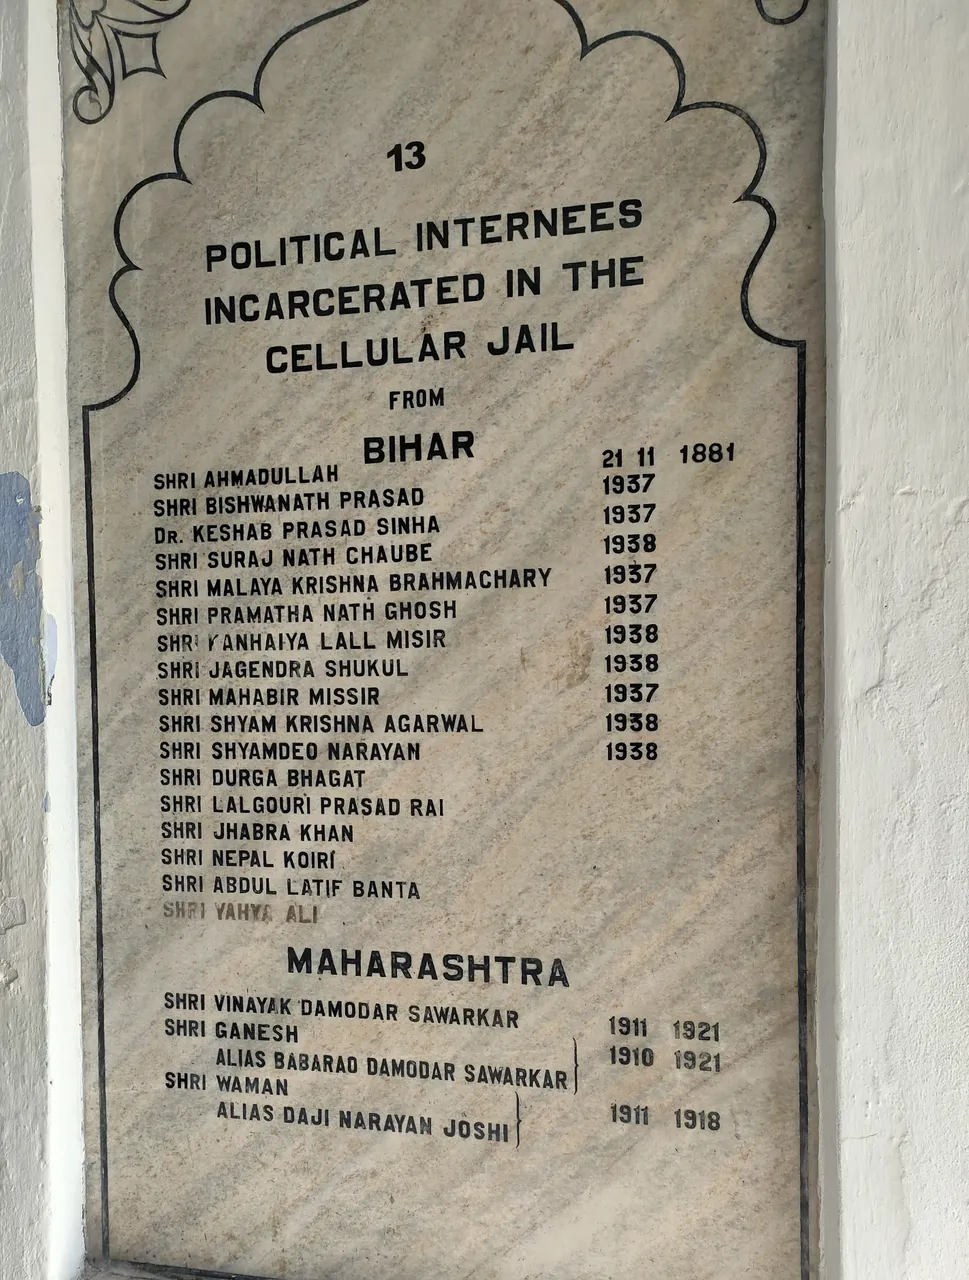 13
POLITICAL INTERNEES
INCARCERATED IN THE
CELLULAR JAIL
FROM
BIHAR
SHRI AHMADULLAH 21 11 1881
SHRI BISHWANATH PRASAD 1937
Dr. KESHAB PRASAD SINHA 1937
SHRI SURAJ NATH CHAUBE 1938
SHRI MALAYA KRISHNA BRAHMACHARY 1937
SHRI PRAMATHA NATH GHOSH 1937
SHRI KANHAIYA LALL MISIR 1938
SHRI JAGENDRA SHUKUL 1938
SHRI MAHABIR MISSIR 1937
SHRI SHYAM KRISHNA AGARWAL 1938
SHRI SHYAMDEO NARAYAN 1938
SHRI DURGA BHAGAT
SHRI LALGOURI PRASAD RAI
SHRI JHABRA KHAN
SHRI NEPAL KOIRI
SHRI ABDUL LATIF BANTA
SHRI YAHYA ALI
MAHARASHTRA
SHRI VINAYAK DAMODAR SAWARKAR 1911 1921
SHRI GANESH
ALIAS BABARAO DAMODAR SAWARKAR } 1910 1921
SHRI WAMAN
ALIAS DAJI NARAYAN JOSHI } 1911 1918